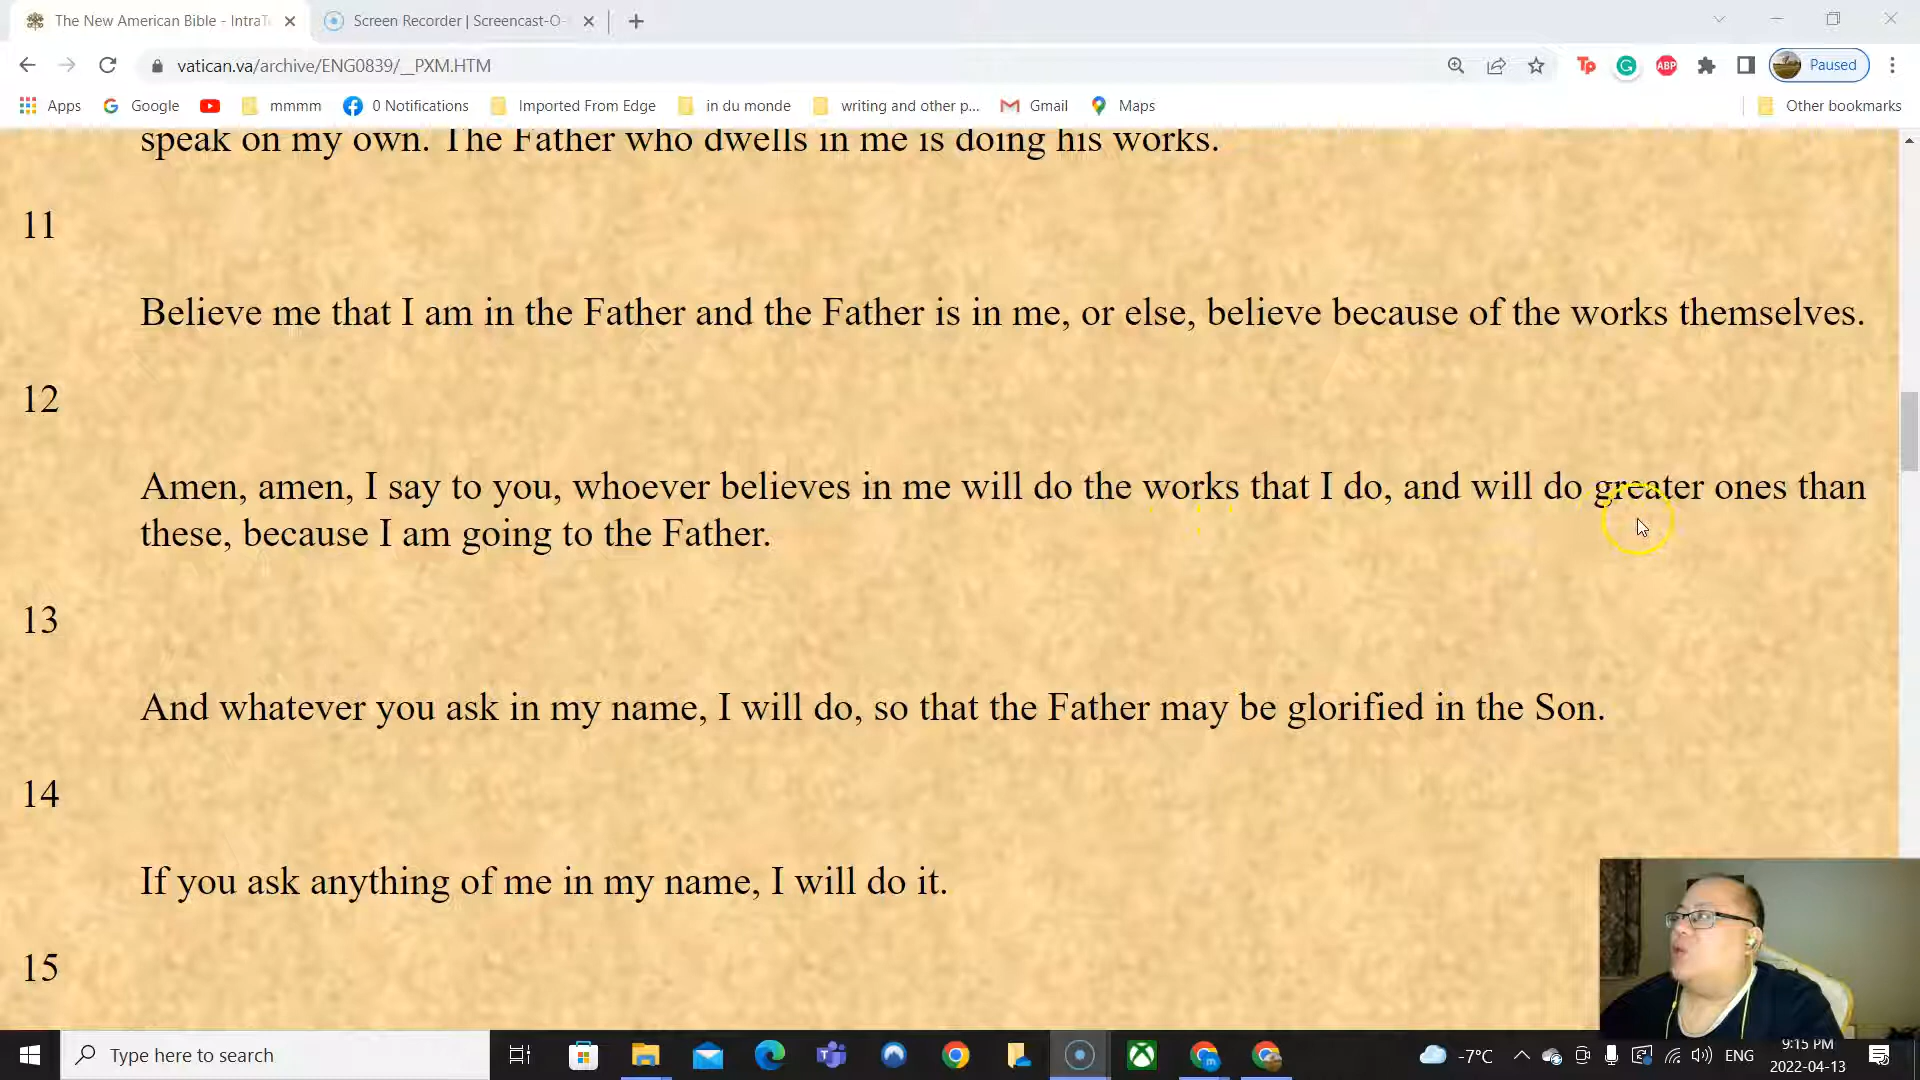 The New American Bible - IntraTe
Screen Recorder | Screencast-O-
vatican.va/archive/ENG0839/__PXM.HTM
Tp
G
ABP
Paused
Apps
Google
mmmm
0 Notifications
Imported From Edge
in du monde
writing and other p...
Gmail
Maps
Other bookmarks
speak on my own. The Father who dwells in me is doing his works.
11
Believe me that I am in the Father and the Father is in me, or else, believe because of the works themselves.
12
Amen, amen, I say to you, whoever believes in me will do the works that I do, and will do greater ones than
these, because I am going to the Father.
13
And whatever you ask in my name, I will do, so that the Father may be glorified in the Son.
14
If you ask anything of me in my name, I will do it.
15
Type here to search
-7°C
ENG
9:15 PM
2022-04-13